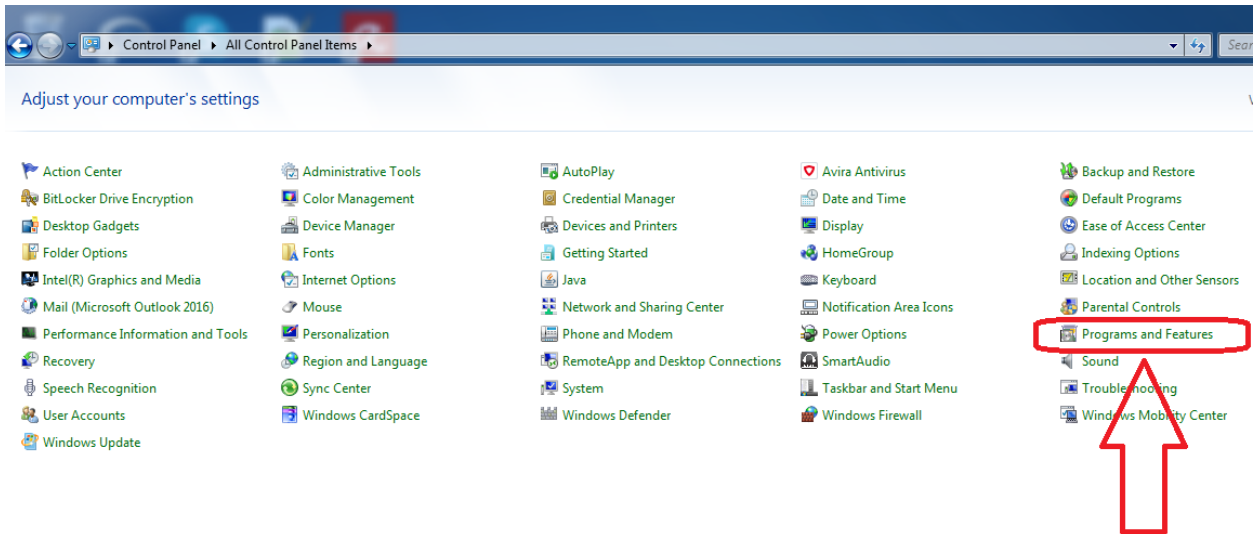 Control Panel All Control Panel Items
Adjust your computer's settings
Action Center Administrative Tools AutoPlay Avira Antivirus Backup and Restore
BitLocker Drive Encryption Color Management Credential Manager Date and Time Default Programs
Desktop Gadgets Device Manager Devices and Printers Display Ease of Access Center
Folder Options Fonts Getting Started HomeGroup Indexing Options
Intel(R) Graphics and Media Internet Options Java Keyboard Location and Other Sensors
Mail (Microsoft Outlook 2016) Mouse Network and Sharing Center Notification Area Icons Parental Controls
Performance Information and Tools Personalization Phone and Modem Power Options Programs and Features
Recovery Region and Language RemoteApp and Desktop Connections SmartAudio Sound
Speech Recognition Sync Center System Taskbar and Start Menu Troubleshooting
User Accounts Windows CardSpace Windows Defender Windows Firewall Windows Mobility Center
Windows Update